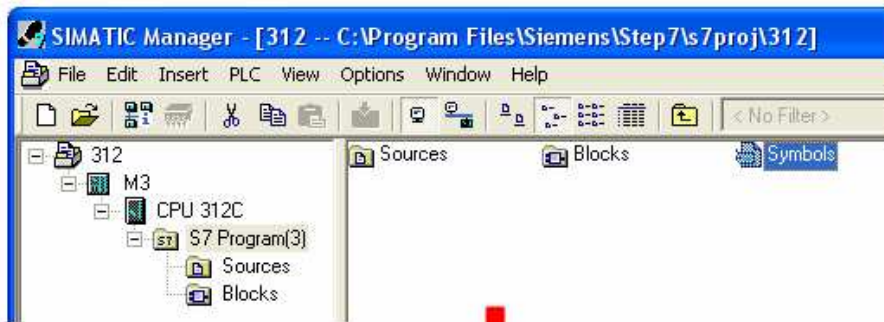 SIMATIC Manager - [312 -- C:\Program Files\Siemens\Step7\s7proj\312]
File Edit Insert PLC View Options Window Help
< No Filter >
312
M3
CPU 312C
S7 Program(3)
Sources
Blocks
Sources Blocks Symbols